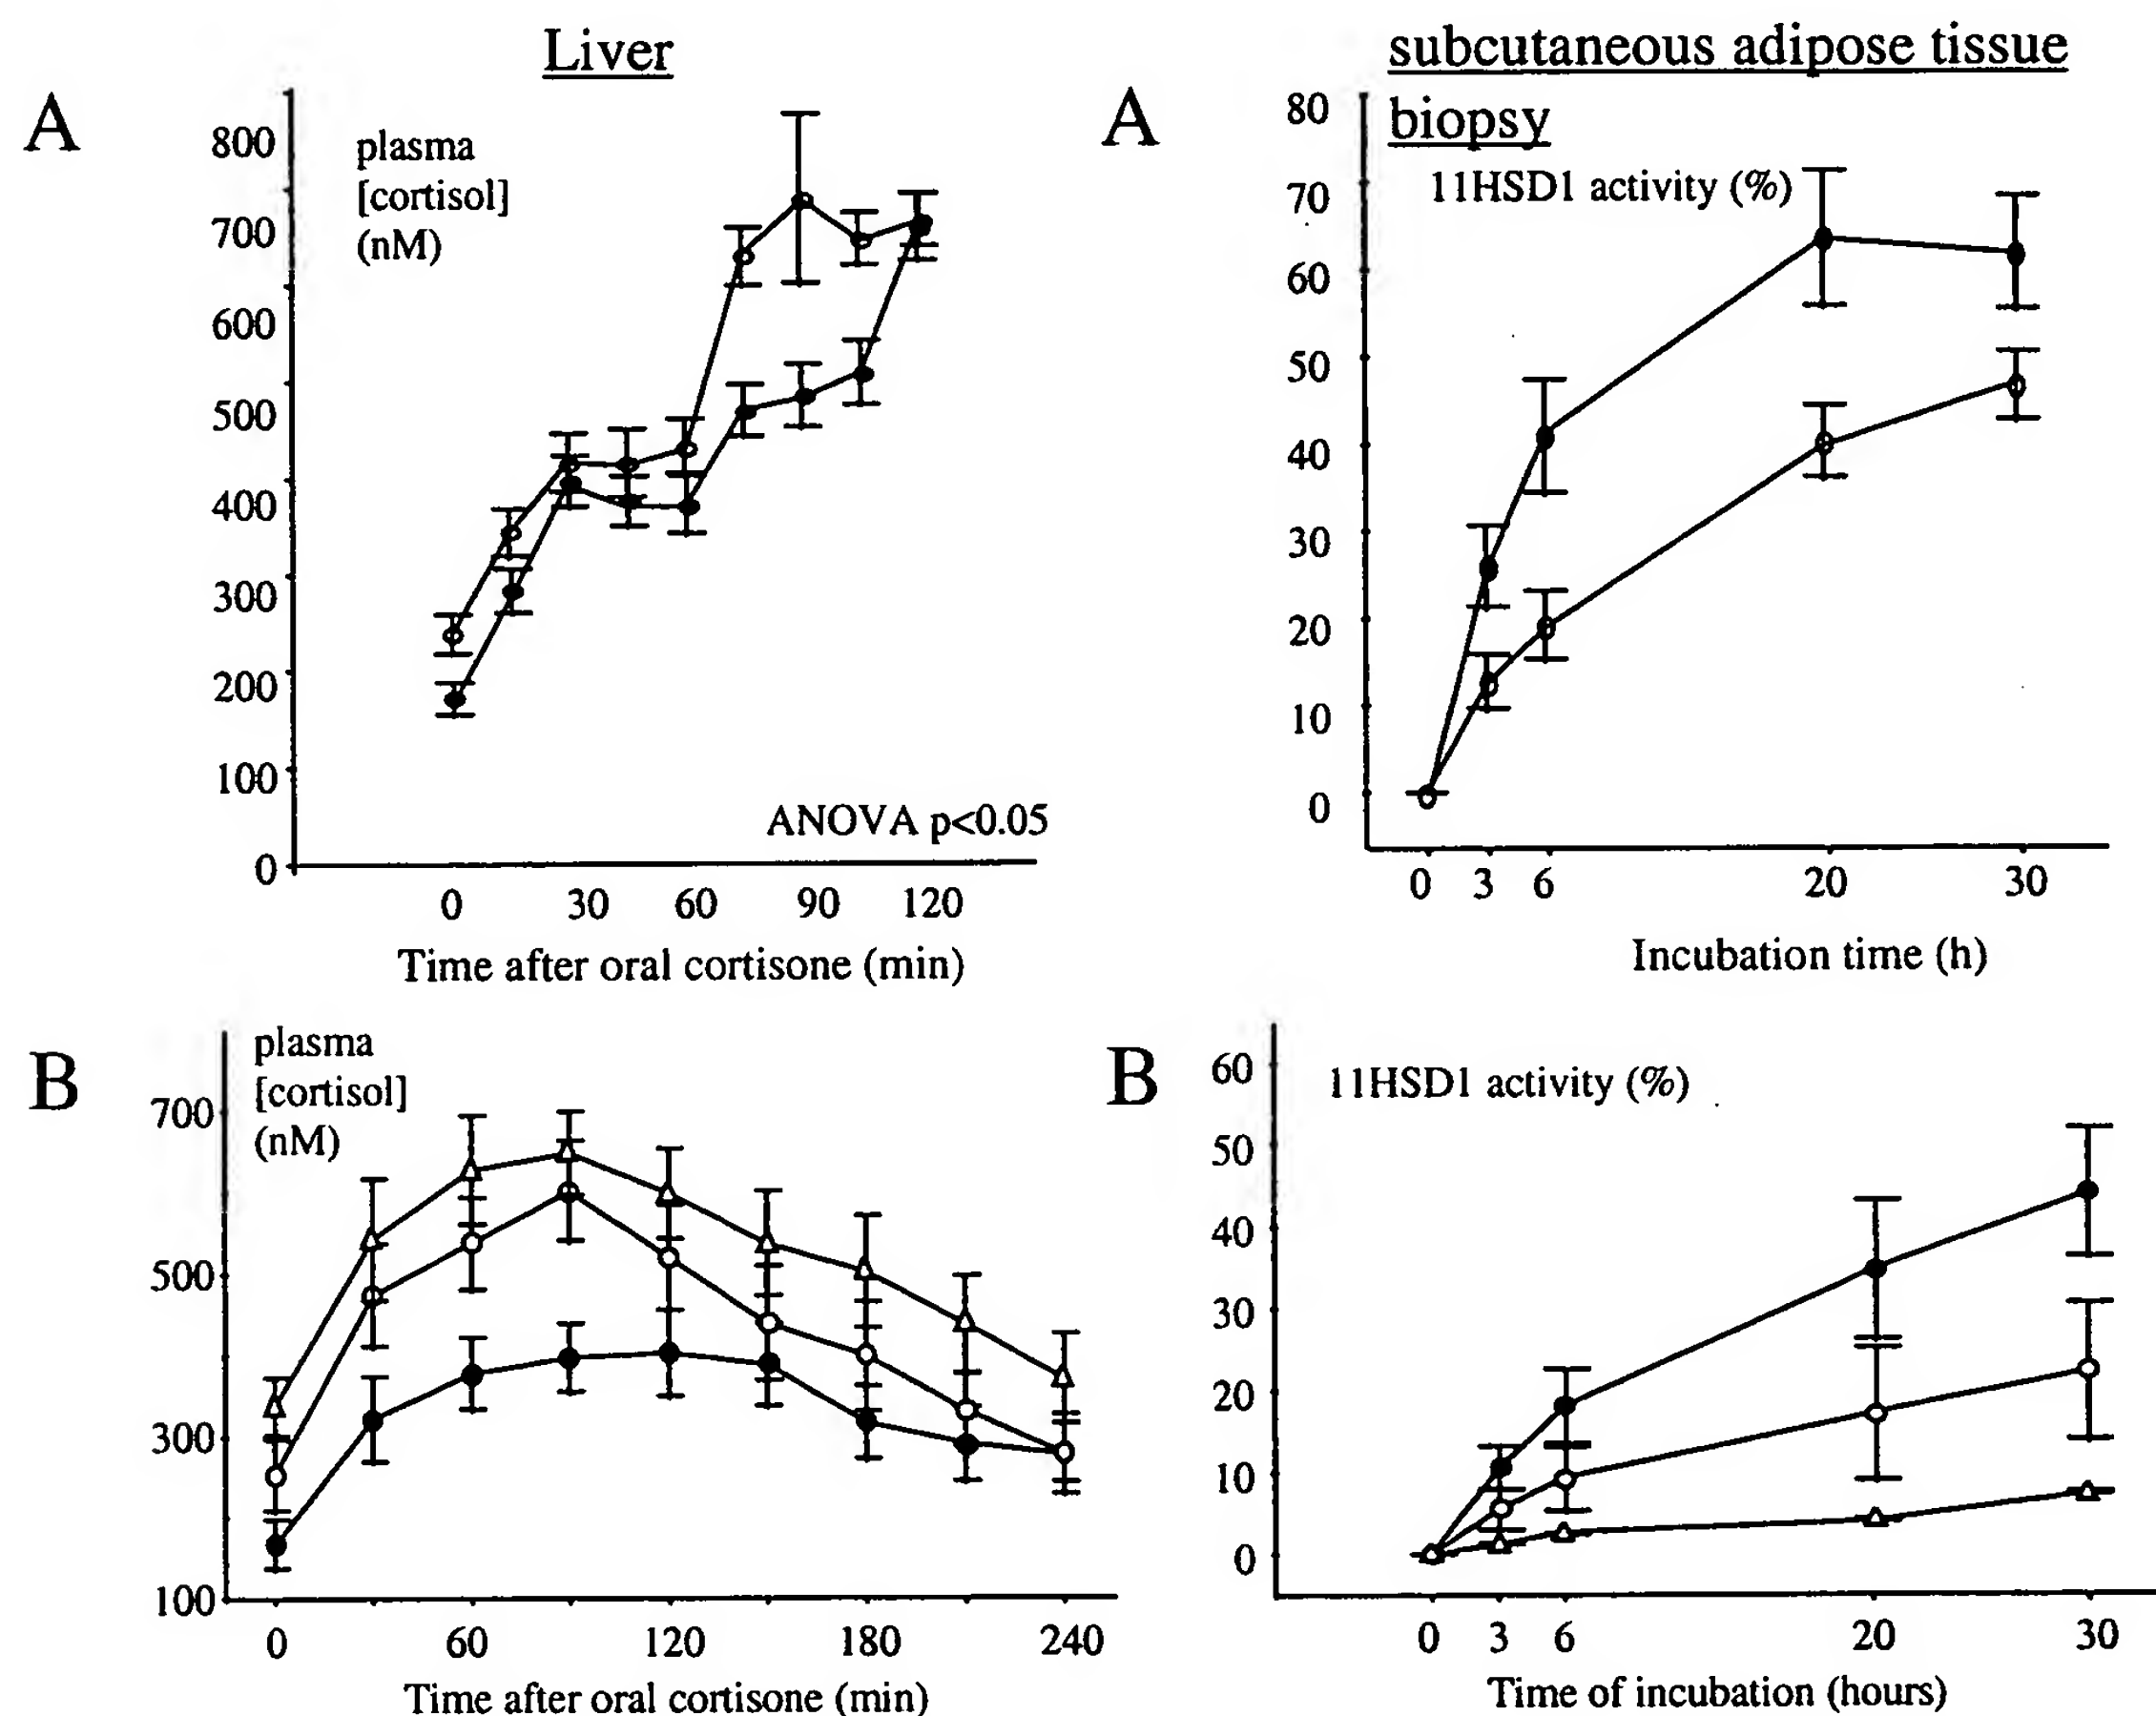 Liver
A
plasma
[cortisol]
(nM)
800
700
600
500
400
300
200
100
0
ANOVA p<0.05
0 30 60 90 120
Time after oral cortisone (min)
subcutaneous adipose tissue
biopsy
A
11HSD1 activity (%)
80
70
60
50
40
30
20
10
0
0 3 6 20 30
Incubation time (h)
B
plasma
[cortisol]
(nM)
700
500
300
100
0 60 120 180 240
Time after oral cortisone (min)
B
11HSD1 activity (%)
60
50
40
30
20
10
0
0 3 6 20 30
Time of incubation (hours)